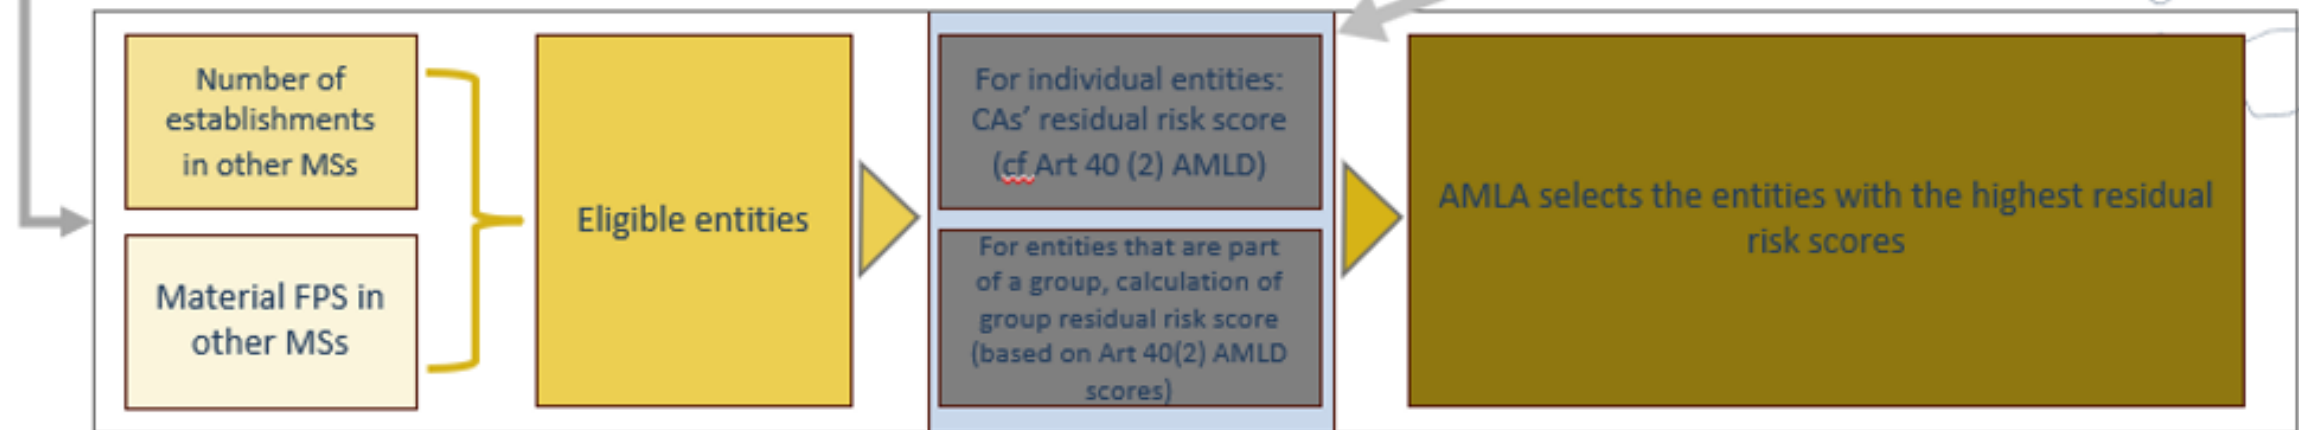 Number of
establishments
in other MSs
Material FPS in
other MSs
Eligible entities
For individual entities:
CAs’ residual risk score
(cf.Art 40 (2) AMLD)
For entities that are part
of a group, calculation of
group residual risk score
(based on Art 40(2) AMLD
scores)
AMLA selects the entities with the highest residual
risk scores